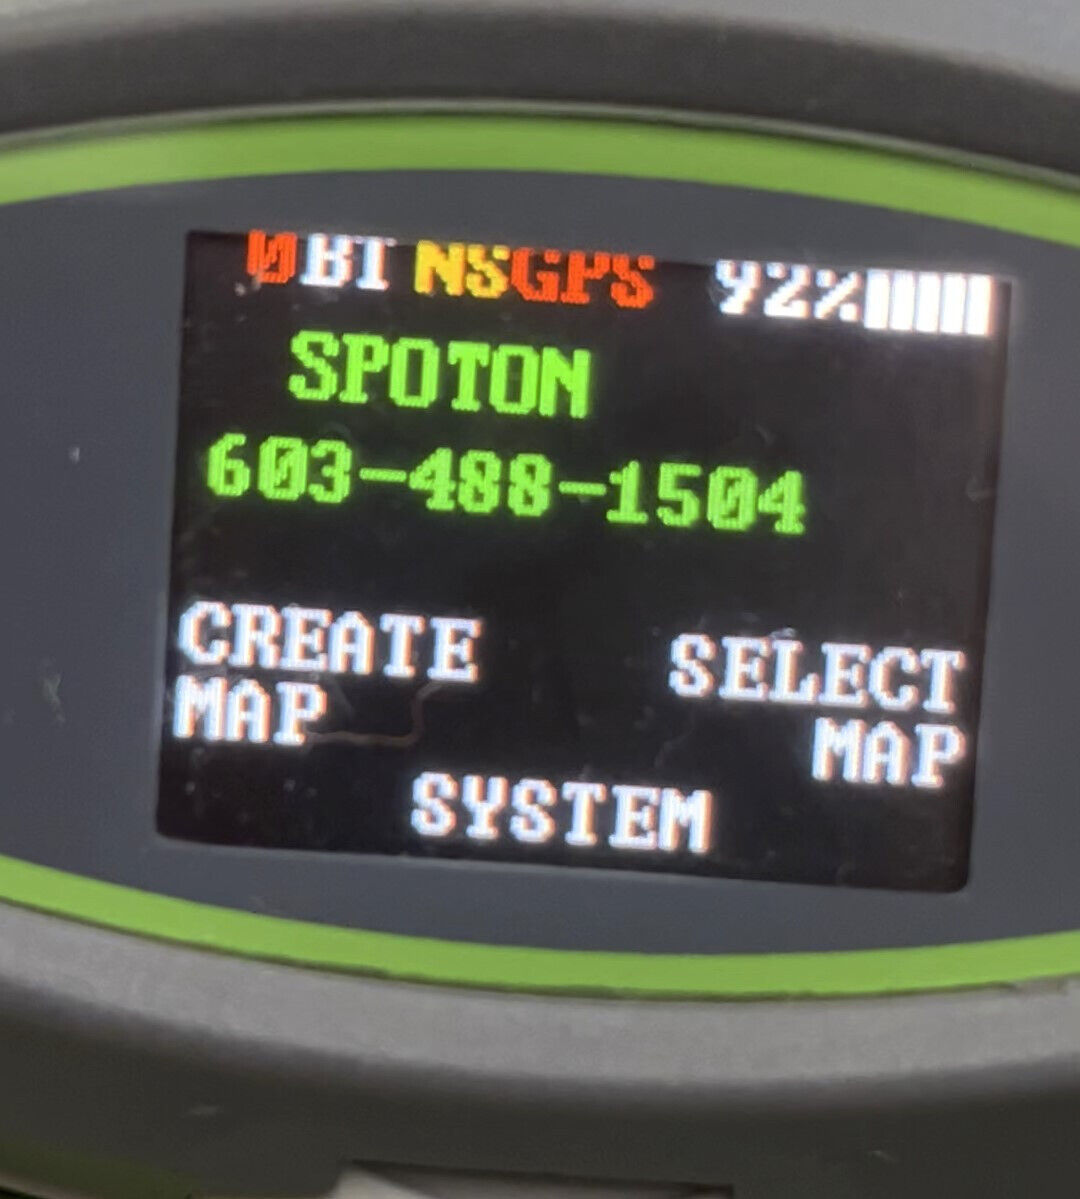 0BT NSGPS 92%
SPOTON
603-488-1504
CREATE
MAP
SELECT
MAP
SYSTEM